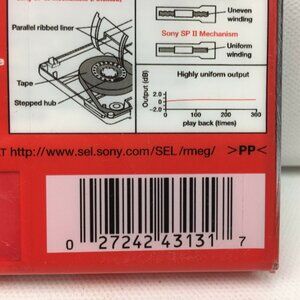 Uneven
winding
Parallel ribbed liner
Sony SP II Mechanism
Uniform
winding
Tape
Stepped hub
Highly uniform output
Output (dB)
2.0
0
-2.0
0 100 200 300
play back (times)
AT http://www.sel.sony.com/SEL/rmeg/ >PP<
0 27242 43131 7